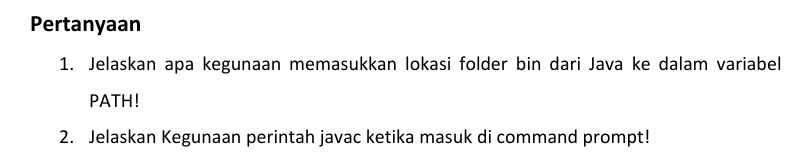 Pertanyaan
1. Jelaskan apa kegunaan memasukkan lokasi folder bin dari Java ke dalam variabel
PATH!
2. Jelaskan Kegunaan perintah javac ketika masuk di command prompt!